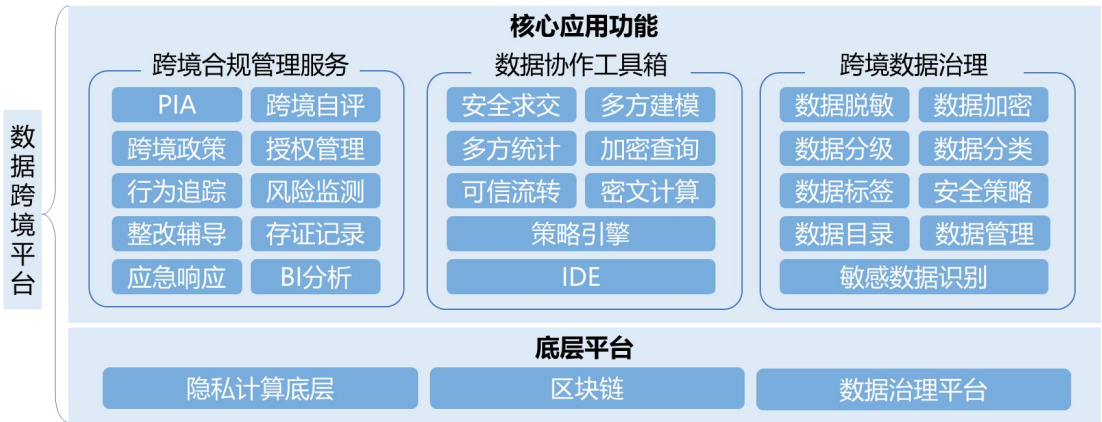 数据跨境平台
核心应用功能
跨境合规管理服务
PIA
跨境自评
跨境政策
授权管理
行为追踪
风险监测
整改辅导
存证记录
应急响应
BI分析
数据协作工具箱
安全求交
多方建模
多方统计
加密查询
可信流转
密文计算
策略引擎
IDE
跨境数据治理
数据脱敏
数据加密
数据分级
数据分类
数据标签
安全策略
数据目录
数据管理
敏感数据识别
底层平台
隐私计算底层
区块链
数据治理平台